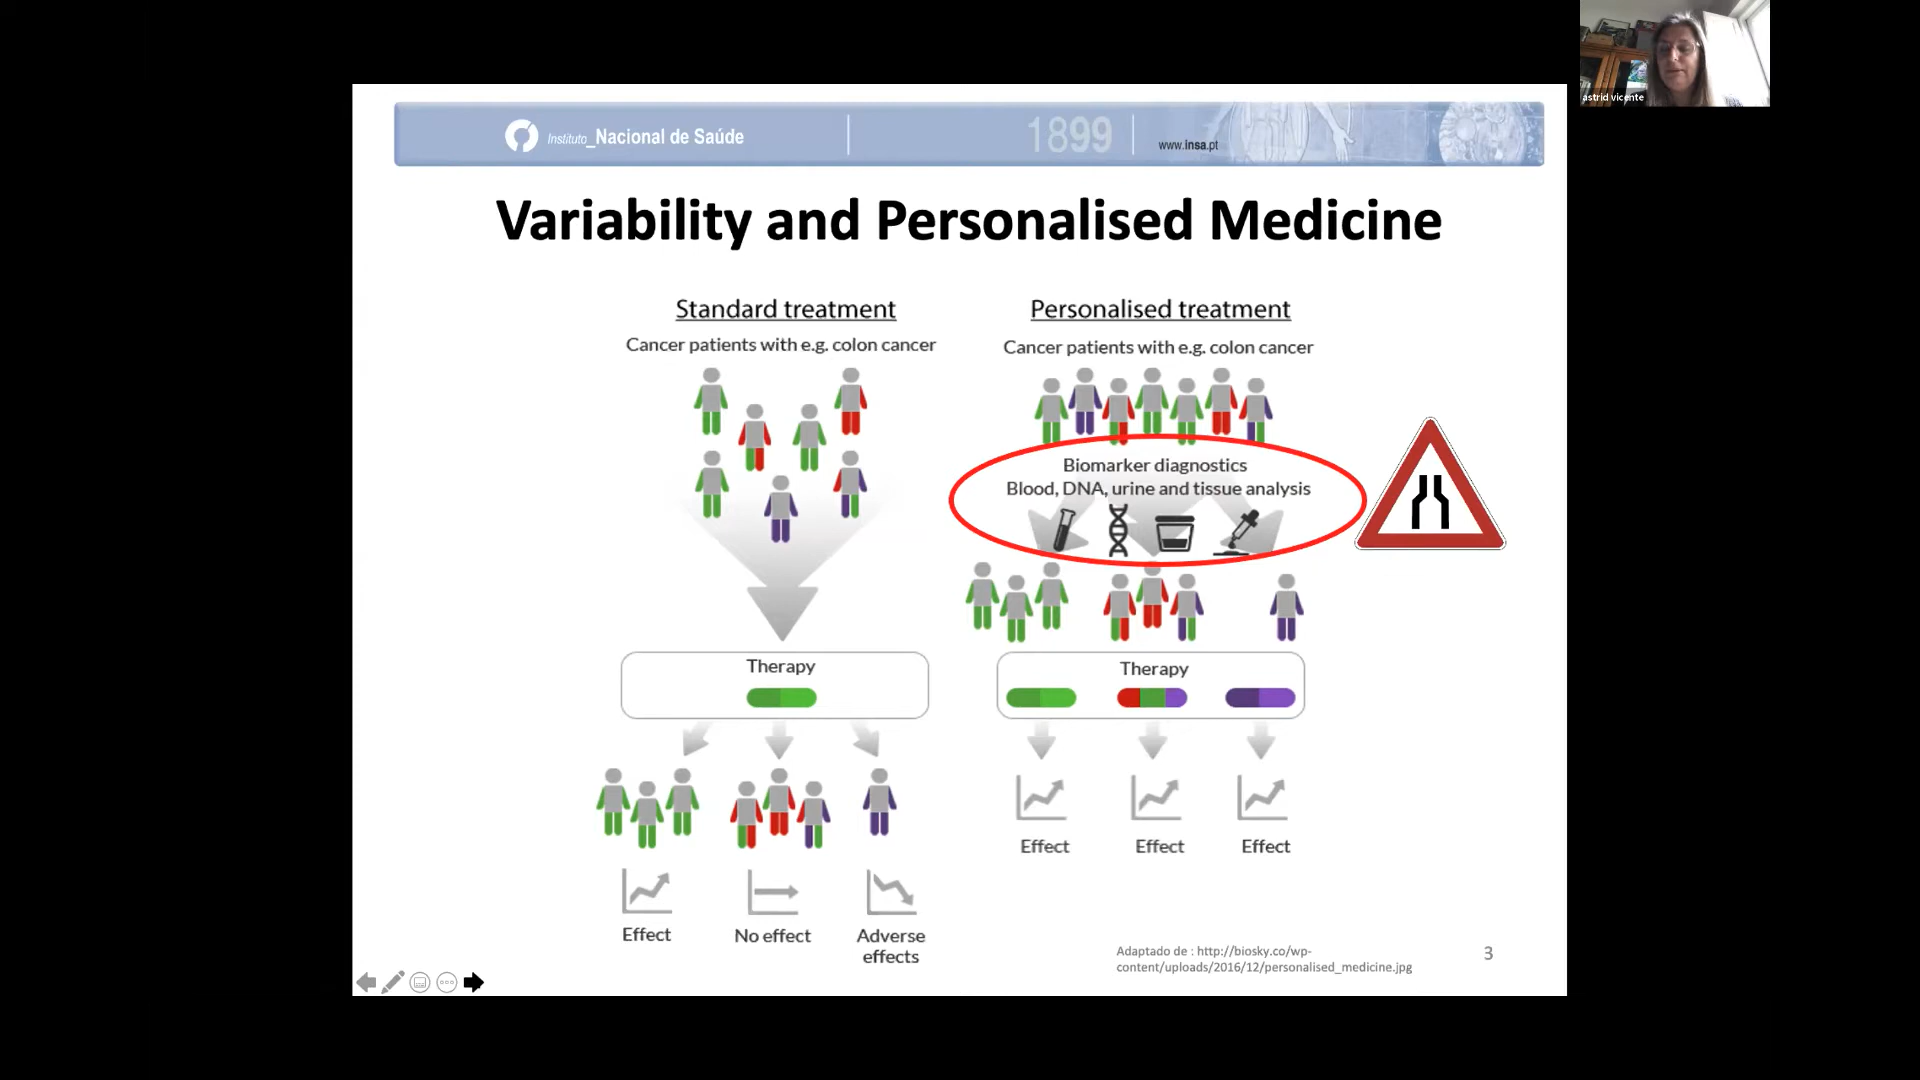 astrid vicente
Instituto_Nacional de Saúde
1899
www.insa.pt
Variability and Personalised Medicine
Standard treatment
Cancer patients with e.g. colon cancer
Therapy
Effect
No effect
Adverse
effects
Personalised treatment
Cancer patients with e.g. colon cancer
Biomarker diagnostics
Blood, DNA, urine and tissue analysis
Therapy
Effect
Effect
Effect
Adaptado de : http://biosky.co/wp-
content/uploads/2016/12/personalised_medicine.jpg
3